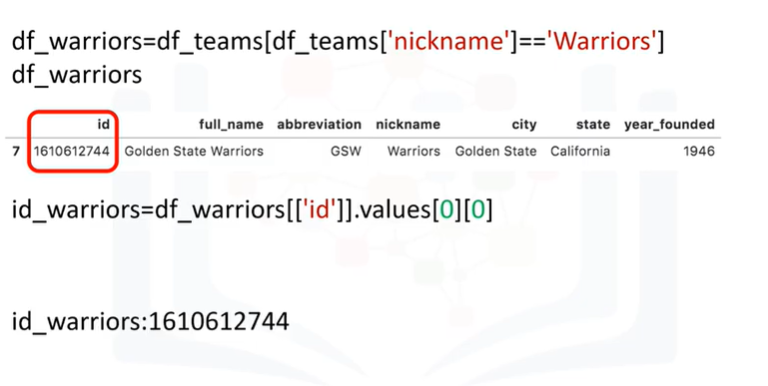 df_warriors=df_teams[df_teams['nickname']=='Warriors']
df_warriors
id full_name abbreviation nickname city state year_founded
7 1610612744 Golden State Warriors GSW Warriors Golden State California 1946
id_warriors=df_warriors[['id']].values[0][0]
id_warriors:1610612744